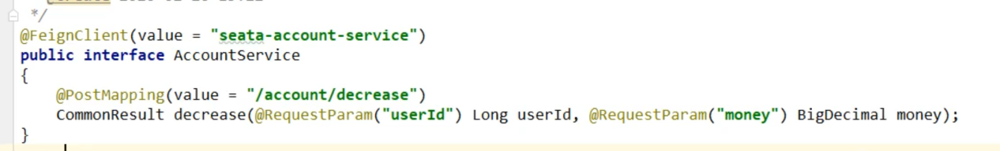 */
@FeignClient(value = "seata-account-service")
public interface AccountService
{
    @PostMapping(value = "/account/decrease")
    CommonResult decrease(@RequestParam("userId") Long userId, @RequestParam("money") BigDecimal money);
}